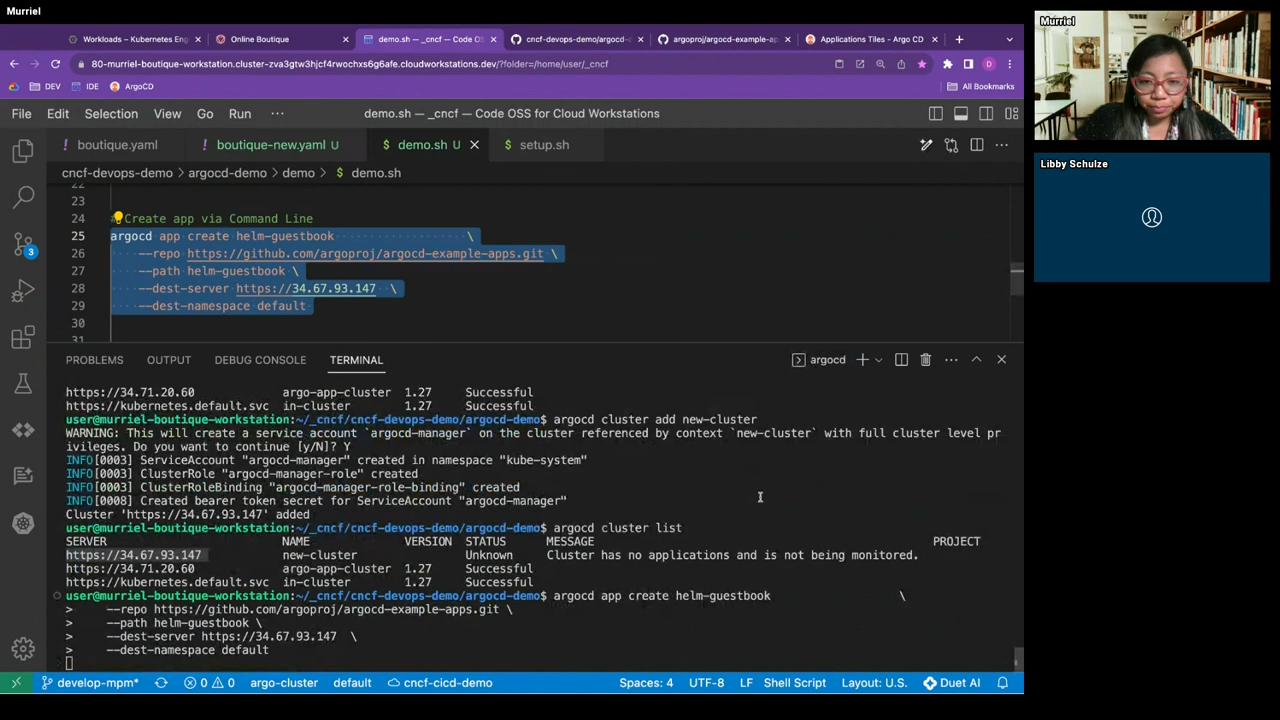 Murriel
Workloads – Kubernetes Eng
Online Boutique
demo.sh — _cncf — Code OSS
cncf-devops-demo/argocd-
argoproj/argocd-example-ap
Applications Tiles - Argo CD
80-murriel-boutique-workstation.cluster-zva3gtw3hjcf4rwochxs6g6afe.cloudworkstations.dev/?folder=/home/user/_cncf
DEV
IDE
ArgoCD
All Bookmarks
File Edit Selection View Go Run ···
demo.sh — _cncf — Code OSS for Cloud Workstations
boutique.yaml
boutique-new.yaml U
demo.sh U
setup.sh
cncf-devops-demo > argocd-demo > demo > $ demo.sh
22
23
24 # Create app via Command Line
25 argocd app create helm-guestbook \
26 --repo https://github.com/argoproj/argocd-example-apps.git \
27 --path helm-guestbook \
28 --dest-server https://34.67.93.147 \
29 --dest-namespace default
30
31
PROBLEMS OUTPUT DEBUG CONSOLE TERMINAL
argocd
https://34.71.20.60 argo-app-cluster 1.27 Successful
https://kubernetes.default.svc in-cluster 1.27 Successful
user@murriel-boutique-workstation:~/_cncf/cncf-devops-demo/argocd-demo$ argocd cluster add new-cluster
WARNING: This will create a service account `argocd-manager` on the cluster referenced by context `new-cluster` with full cluster level pr
ivileges. Do you want to continue [y/N]? Y
INFO[0003] ServiceAccount "argocd-manager" created in namespace "kube-system"
INFO[0003] ClusterRole "argocd-manager-role" created
INFO[0003] ClusterRoleBinding "argocd-manager-role-binding" created
INFO[0008] Created bearer token secret for ServiceAccount "argocd-manager"
Cluster 'https://34.67.93.147' added
user@murriel-boutique-workstation:~/_cncf/cncf-devops-demo/argocd-demo$ argocd cluster list
SERVER NAME VERSION STATUS MESSAGE PROJECT
https://34.67.93.147 new-cluster Unknown Cluster has no applications and is not being monitored.
https://34.71.20.60 argo-app-cluster 1.27 Successful
https://kubernetes.default.svc in-cluster 1.27 Successful
user@murriel-boutique-workstation:~/_cncf/cncf-devops-demo/argocd-demo$ argocd app create helm-guestbook \
> --repo https://github.com/argoproj/argocd-example-apps.git \
> --path helm-guestbook \
> --dest-server https://34.67.93.147 \
> --dest-namespace default
3
develop-mpm* 0 0 argo-cluster default cncf-cicd-demo Spaces: 4 UTF-8 LF Shell Script Layout: U.S. Duet AI
Murriel
Libby Schulze